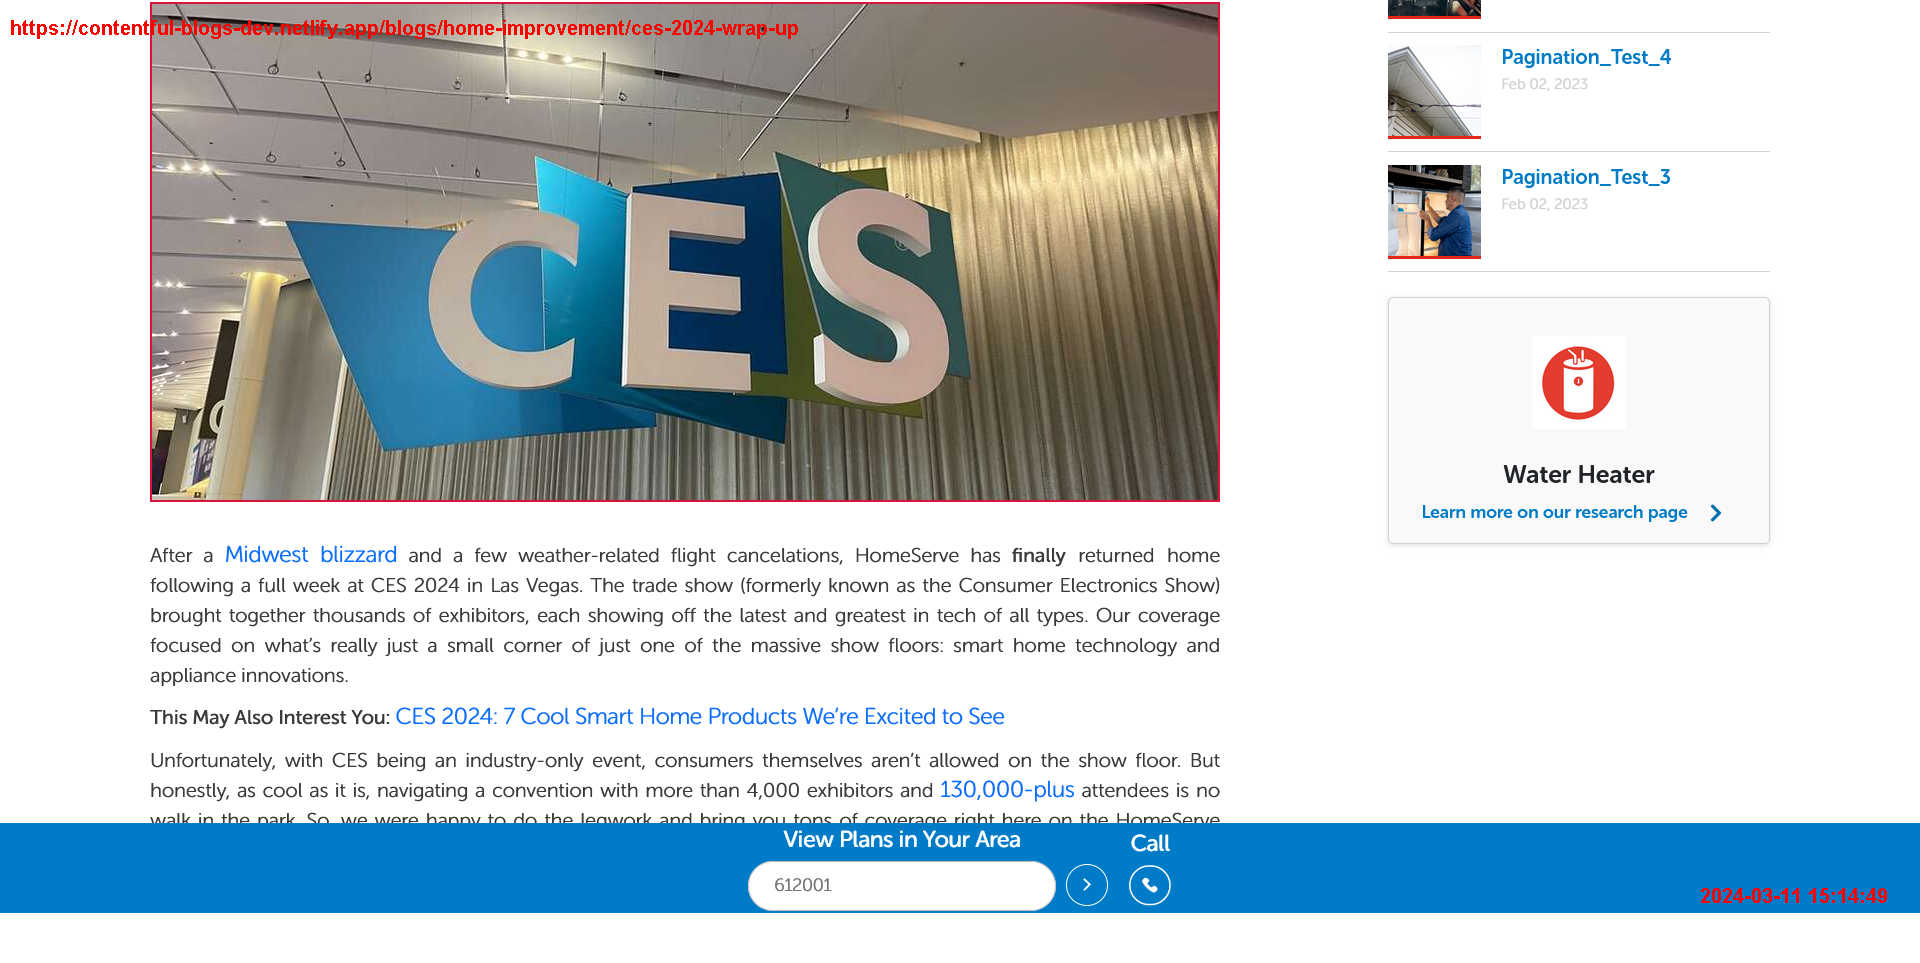 https://contentful-blogs-dev.netlify.app/blogs/home-improvement/ces-2024-wrap-up
CES
After a Midwest blizzard and a few weather-related flight cancelations, HomeServe has finally returned home
following a full week at CES 2024 in Las Vegas. The trade show (formerly known as the Consumer Electronics Show)
brought together thousands of exhibitors, each showing off the latest and greatest in tech of all types. Our coverage
focused on what’s really just a small corner of just one of the massive show floors: smart home technology and
appliance innovations.
This May Also Interest You: CES 2024: 7 Cool Smart Home Products We’re Excited to See
Unfortunately, with CES being an industry-only event, consumers themselves aren’t allowed on the show floor. But
honestly, as cool as it is, navigating a convention with more than 4,000 exhibitors and 130,000-plus attendees is no
walk in the park. So, we were happy to do the legwork and bring you tons of coverage right here on the HomeServe
Pagination_Test_4
Feb 02, 2023
Pagination_Test_3
Feb 02, 2023
Water Heater
Learn more on our research page
View Plans in Your Area
Call
612001
2024-03-11 15:14:49